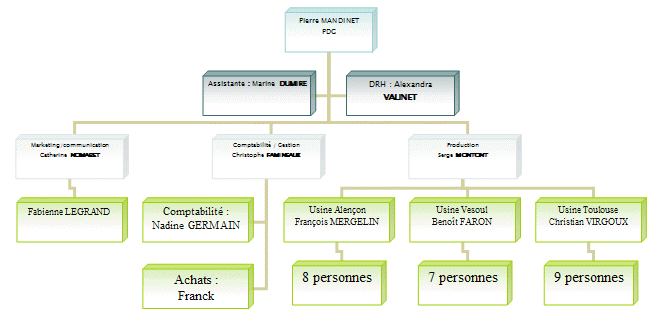 Pierre MANDINET
PDG
Assistante : Marine DUMIRE
DRH : Alexandra
VALINET
Marketing /communication
Catherine
Comptabilité / Gestion
Christophe
Production
Serge MONTONT
Fabienne LEGRAND
Comptabilité :
Nadine GERMAIN
Usine Alençon
François MERGELIN
Usine Vesoul
Benoît FARON
Usine Toulouse
Christian VIRGOUX
Achats :
Franck
8 personnes
7 personnes
9 personnes